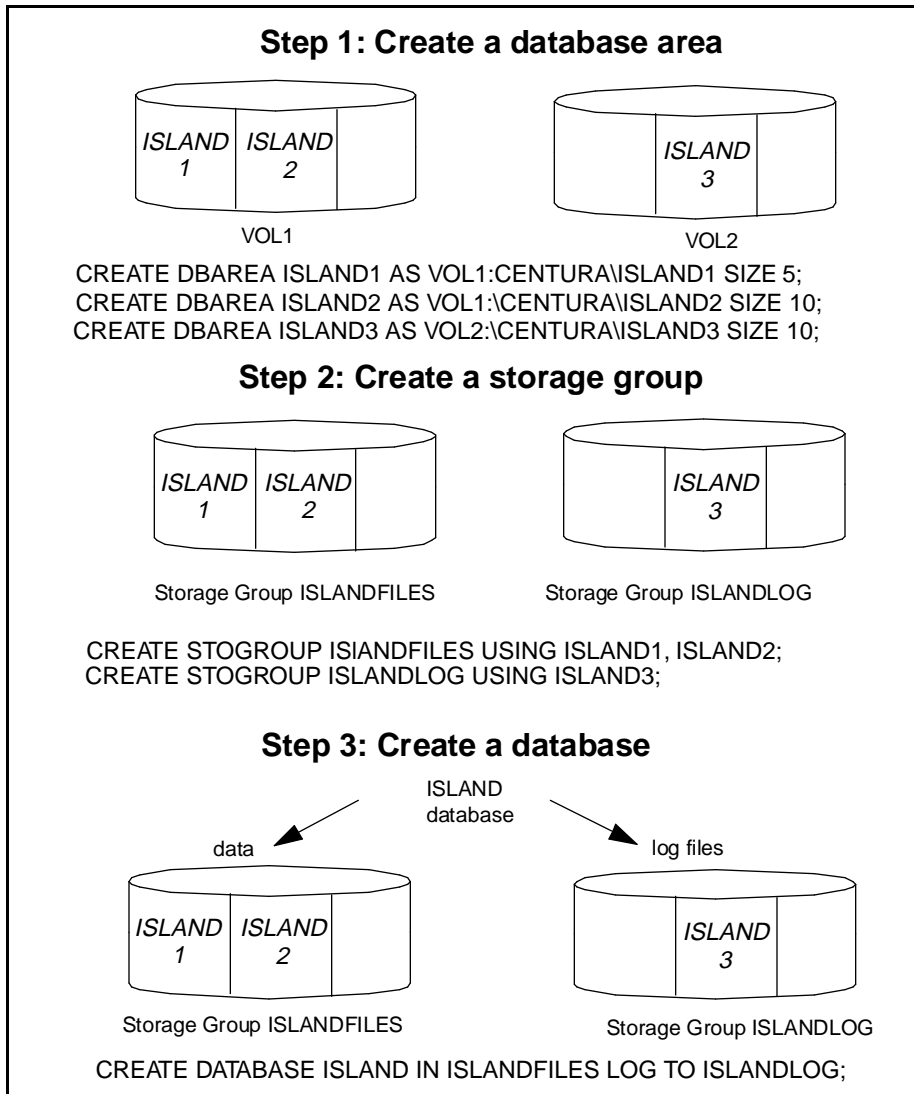 Step 1: Create a database area
ISLAND ISLAND
1 2
ISLAND
3
VOL1
VOL2
CREATE DBAREA ISLAND1 AS VOL1:CENTURA\ISLAND1 SIZE 5;
CREATE DBAREA ISLAND2 AS VOL1:\CENTURA\ISLAND2 SIZE 10;
CREATE DBAREA ISLAND3 AS VOL2:\CENTURA\ISLAND3 SIZE 10;
Step 2: Create a storage group
ISLAND ISLAND
1 2
ISLAND
3
Storage Group ISLANDFILES
Storage Group ISLANDLOG
CREATE STOGROUP ISlANDFILES USING ISLAND1, ISLAND2;
CREATE STOGROUP ISLANDLOG USING ISLAND3;
Step 3: Create a database
ISLAND
database
data
log files
ISLAND ISLAND
1 2
ISLAND
3
Storage Group ISLANDFILES
Storage Group ISLANDLOG
CREATE DATABASE ISLAND IN ISLANDFILES LOG TO ISLANDLOG;